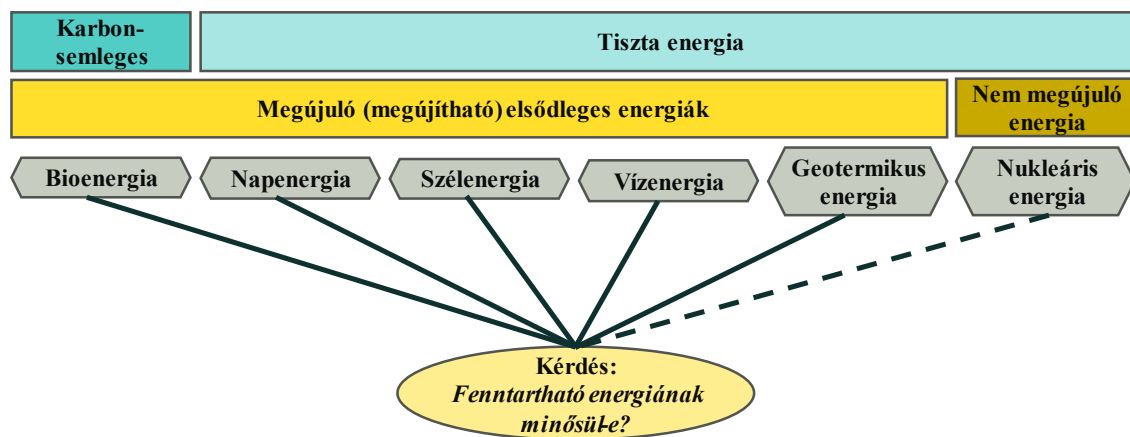 Karbon-
semleges
Tiszta energia
Megújuló (megújítható) elsődleges energiák
Nem megújuló
energia
Bioenergia
Napenergia
Szélenergia
Vízenergia
Geotermikus
energia
Nukleáris
energia
Kérdés:
Fenntartható energiának
minősül-e?